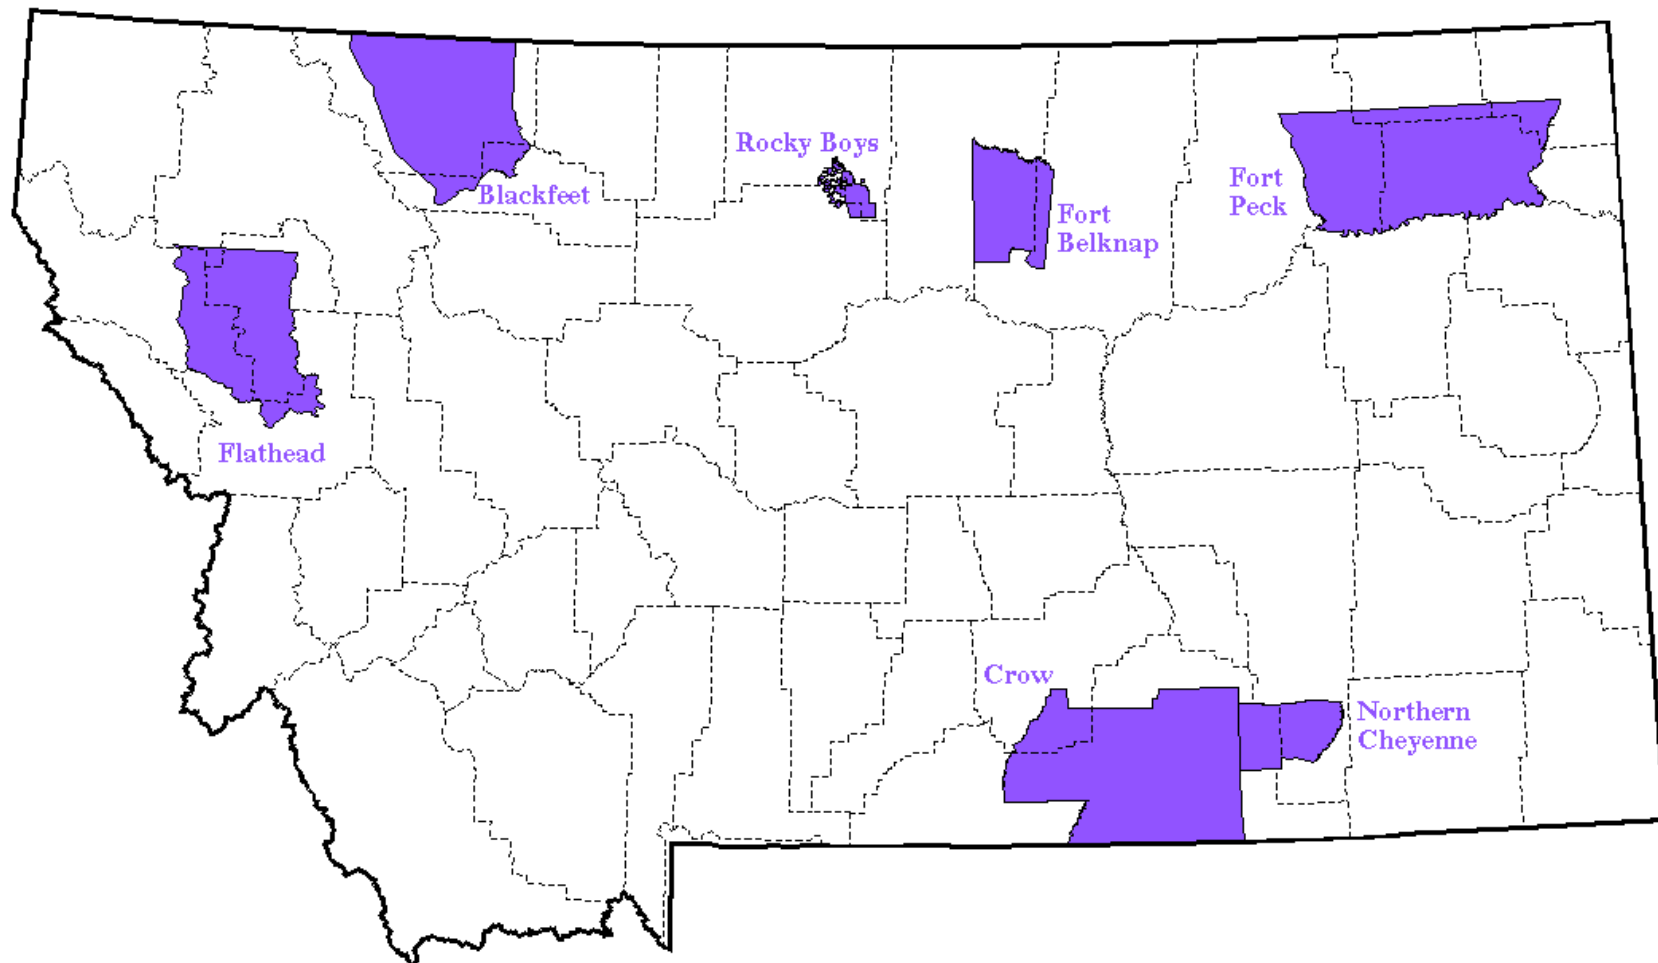 Rocky Boys
Blackfeet
Fort
Peck
Fort
Belknap
Flathead
Crow
Northern
Cheyenne